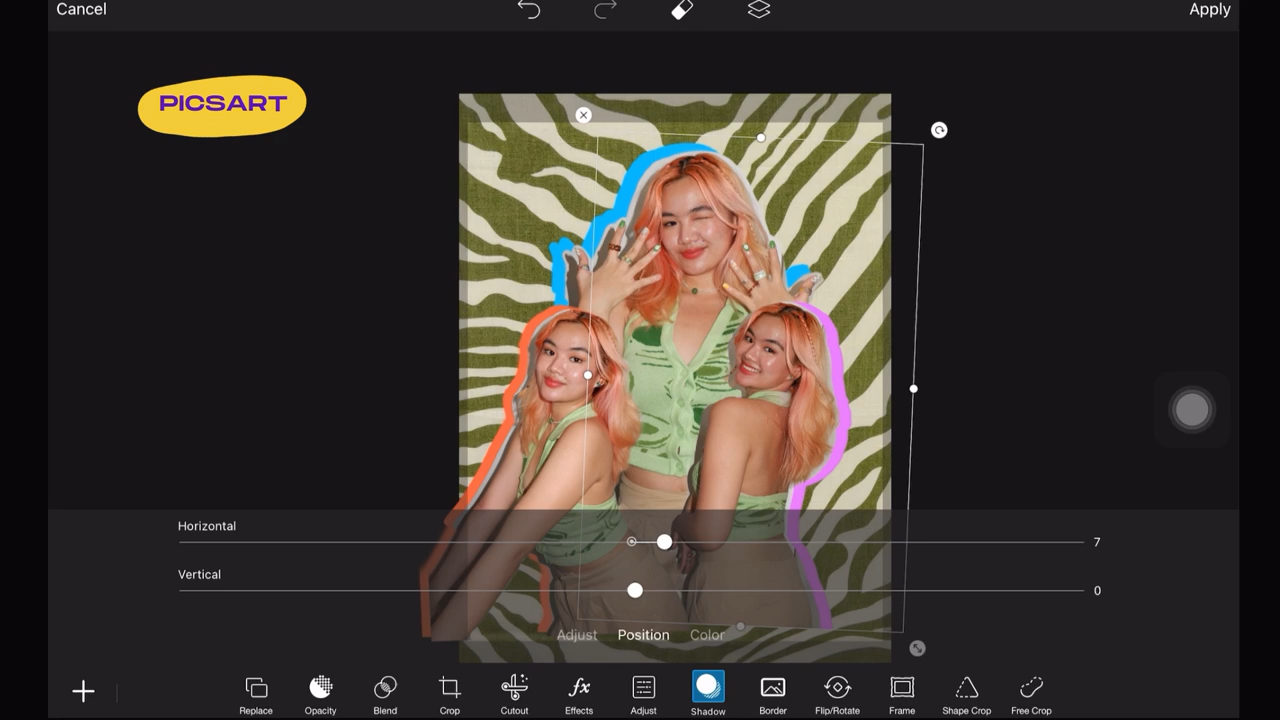 Cancel
Apply
PICSART
Horizontal
7
Vertical
0
Adjust Position Color
Replace Opacity Blend Crop Cutout Effects Adjust Shadow Border Flip/Rotate Frame Shape Crop Free Crop